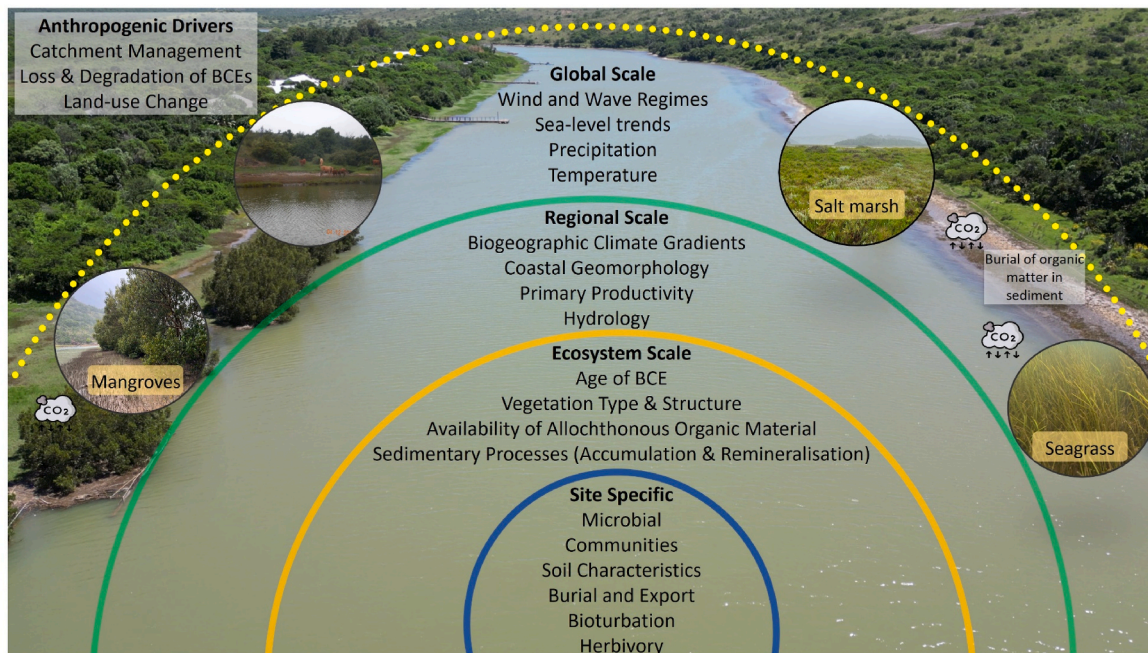 Anthropogenic Drivers
Catchment Management
Loss & Degradation of BCEs
Land-use Change
Global Scale
Wind and Wave Regimes
Sea-level trends
Precipitation
Temperature
Salt marsh
Regional Scale
Biogeographic Climate Gradients
Coastal Geomorphology
Primary Productivity
Hydrology
CO₂
Burial of organic
matter in
sediment
CO₂
Mangroves
CO₂
Ecosystem Scale
Age of BCE
Vegetation Type & Structure
Availability of Allochthonous Organic Material
Sedimentary Processes (Accumulation & Remineralisation)
Seagrass
Site Specific
Microbial
Communities
Soil Characteristics
Burial and Export
Bioturbation
Herbivory